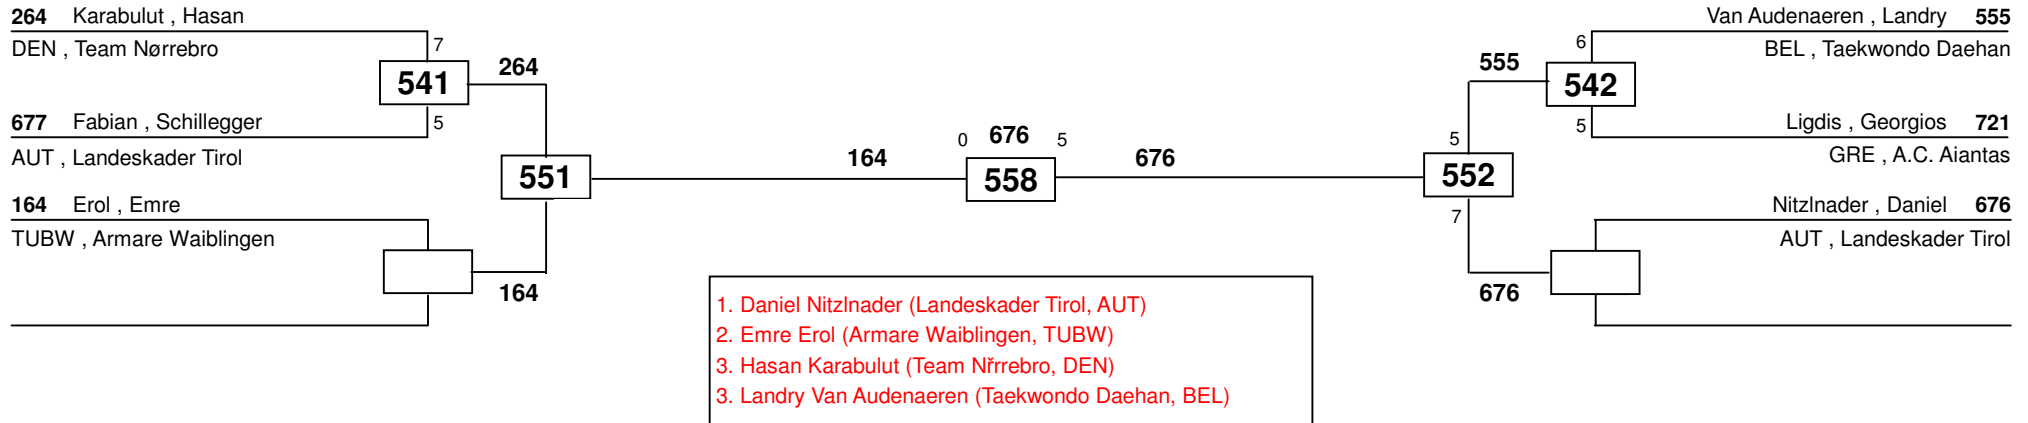 264 Karabulut , Hasan
DEN , Team Nørrebro
7
541
264
5
677 Fabian , Schillegger
AUT , Landeskader Tirol
551
164 Erol , Emre
TUBW , Armare Waiblingen
164
164
0 676 5
558
676
1. Daniel Nitzlnader (Landeskader Tirol, AUT)
2. Emre Erol (Armare Waiblingen, TUBW)
3. Hasan Karabulut (Team Nřrrebro, DEN)
3. Landry Van Audenaeren (Taekwondo Daehan, BEL)
Van Audenaeren , Landry 555
BEL , Taekwondo Daehan
6
555
542
5
Ligdis , Georgios 721
GRE , A.C. Aiantas
5
552
7
Nitzlnader , Daniel 676
AUT , Landeskader Tirol
676